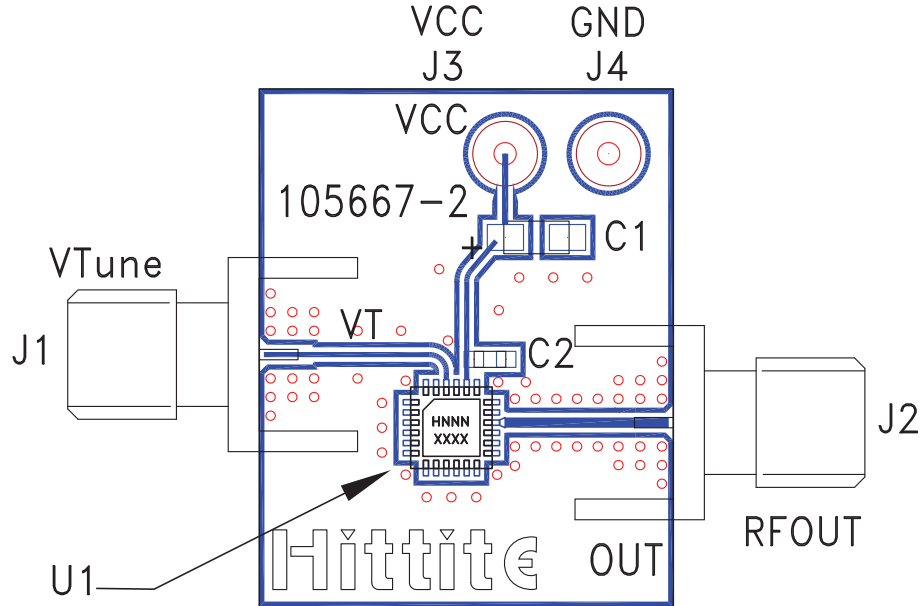 VCC GND
J3 J4
VCC
105667-2
+ C1
VTune
VT
J1
C2
HNNN
XXXX
J2
RFOUT
OUT
Hittite
U1